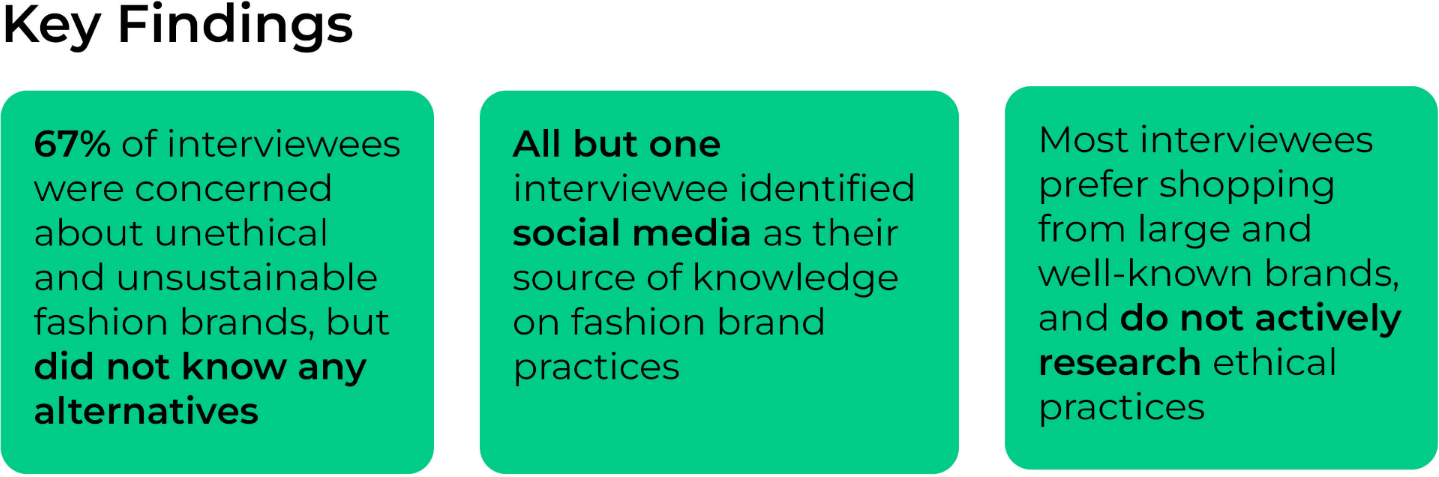 Key Findings
67% of interviewees
were concerned
about unethical
and unsustainable
fashion brands, but
did not know any
alternatives
All but one
interviewee identified
social media as their
source of knowledge
on fashion brand
practices
Most interviewees
prefer shopping
from large and
well-known brands,
and do not actively
research ethical
practices